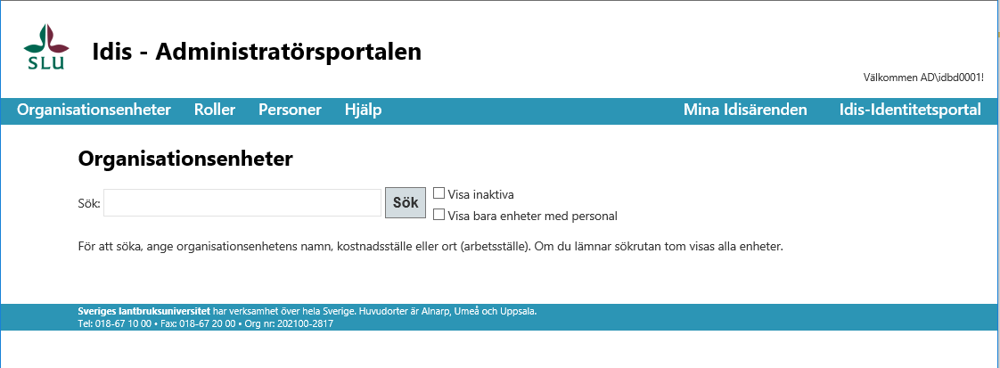 SLU
Idis - Administratörsportalen
Välkommen AD\idbd0001!
Organisationsenheter Roller Personer Hjälp Mina Idisärenden Idis-Identitetsportal
Organisationsenheter
Sök: Sök Visa inaktiva
Visa bara enheter med personal
För att söka, ange organisationsenhetens namn, kostnadsställe eller ort (arbetsställe). Om du lämnar sökrutan tom visas alla enheter.
Sveriges lantbruksuniversitet har verksamhet över hela Sverige. Huvudorter är Alnarp, Umeå och Uppsala.
Tel: 018-67 10 00 • Fax: 018-67 20 00 • Org nr: 202100-2817